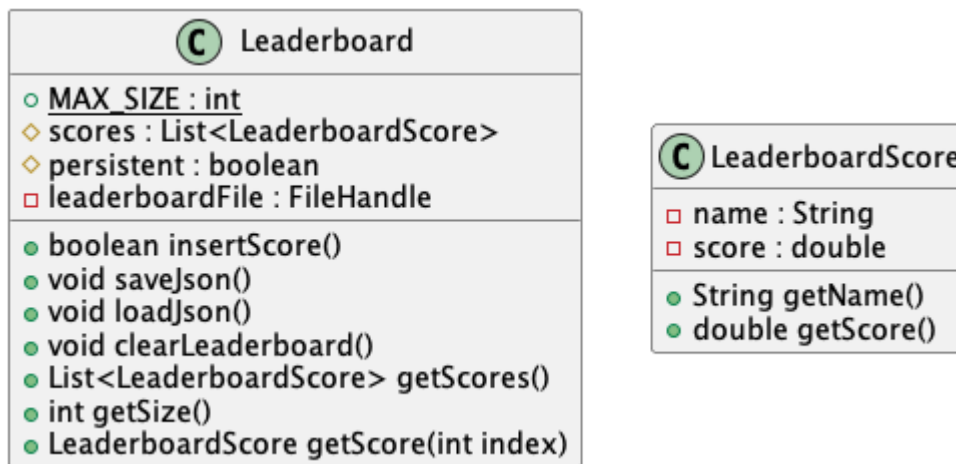 C Leaderboard
MAX_SIZE : int
scores : List<LeaderboardScore>
persistent : boolean
leaderboardFile : FileHandle
boolean insertScore()
void saveJson()
void loadJson()
void clearLeaderboard()
List<LeaderboardScore> getScores()
int getSize()
LeaderboardScore getScore(int index)
C LeaderboardScore
name : String
score : double
String getName()
double getScore()